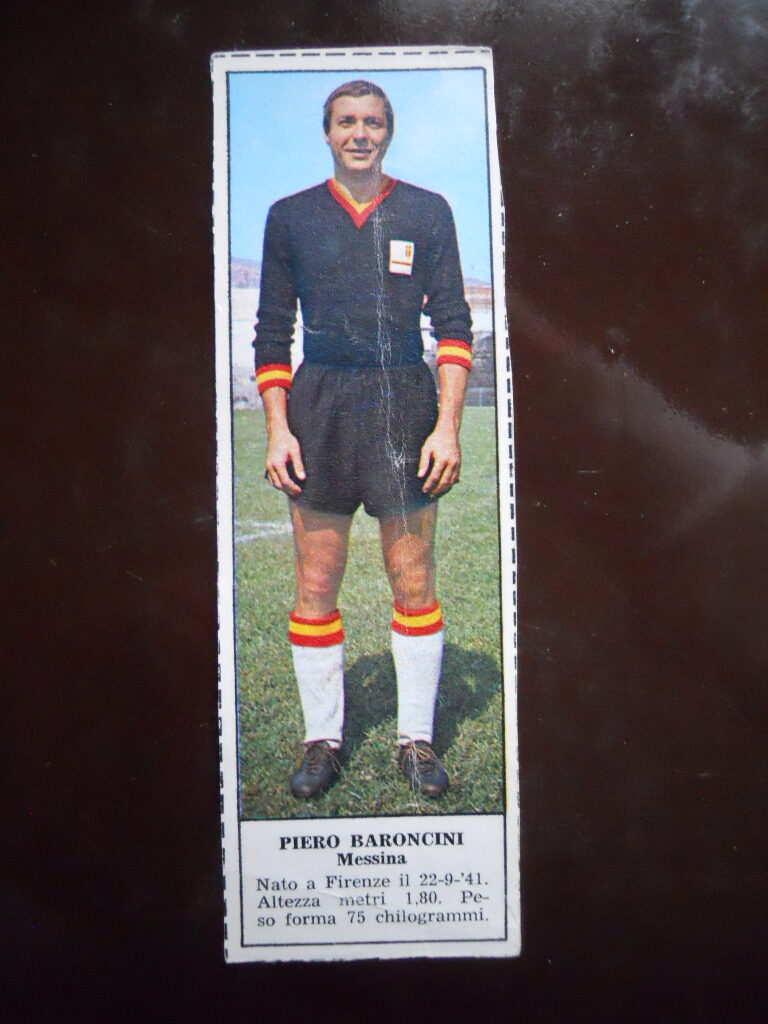 PIERO BARONCINI
Messina
Nato a Firenze il 22-9-'41.
Altezza metri 1,80. Pe-
so forma 75 chilogrammi.